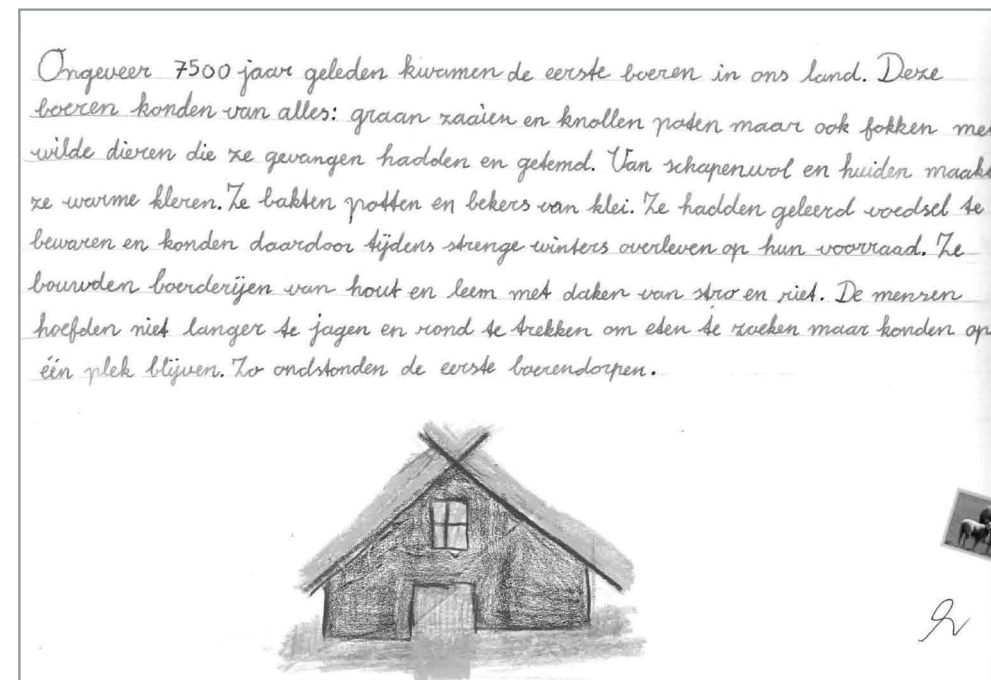 Ongeveer 7500 jaar geleden kwamen de eerste boeren in ons land. Deze
boeren konden van alles: graan zaaien en knollen poten maar ook fokken me
wilde dieren die ze gevangen hadden en getemd. Van schapenwol en huiden maakt
ze warme kleren. Ze bakten potten en bekers van klei. Ze hadden geleerd voedsel te
bewaren en konden daardoor tijdens strenge winters overleven op hun voorraad. Ze
bouwden boerderijen van hout en leem met daken van stro en riet. De mensen
hoefden niet langer te jagen en rond te trekken om eten te zoeken maar konden op
één plek blijven. Zo ondstonden de eerste boerendorpen.